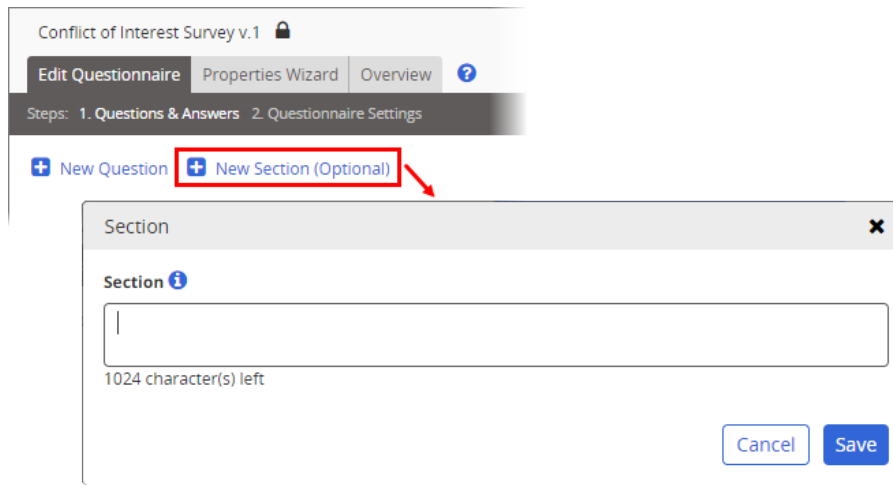 Conflict of Interest Survey v.1
Edit Questionnaire Properties Wizard Overview ?
Steps: 1. Questions & Answers 2. Questionnaire Settings
New Question New Section (Optional)
Section
Section
1024 character(s) left
Cancel Save